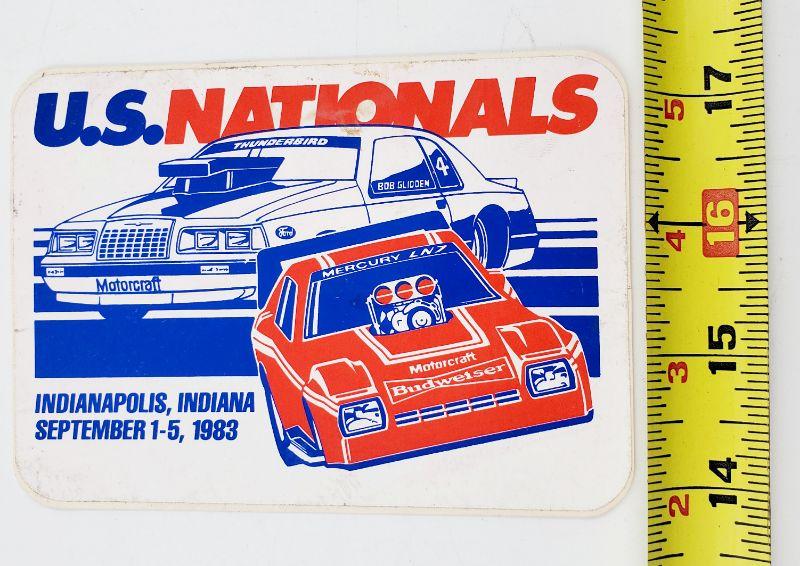 U.S. NATIONALS
THUNDERBIRD
4
BOB GLIDDEN
Ford
Motorcraft
MERCURY LN7
Motorcraft
Budweiser
INDIANAPOLIS, INDIANA
SEPTEMBER 1-5, 1983
17
5
16
4
15
3
14
2